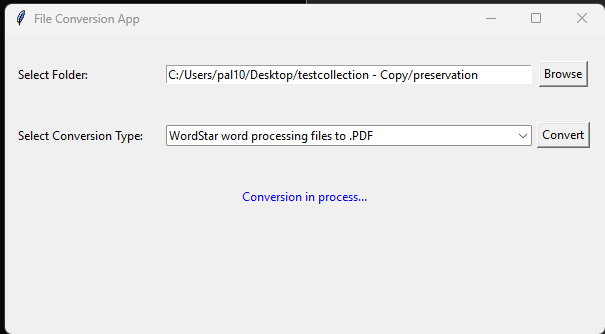 File Conversion App
Select Folder: C:/Users/pal10/Desktop/testcollection - Copy/preservation Browse
Select Conversion Type: WordStar word processing files to .PDF Convert
Conversion in process...